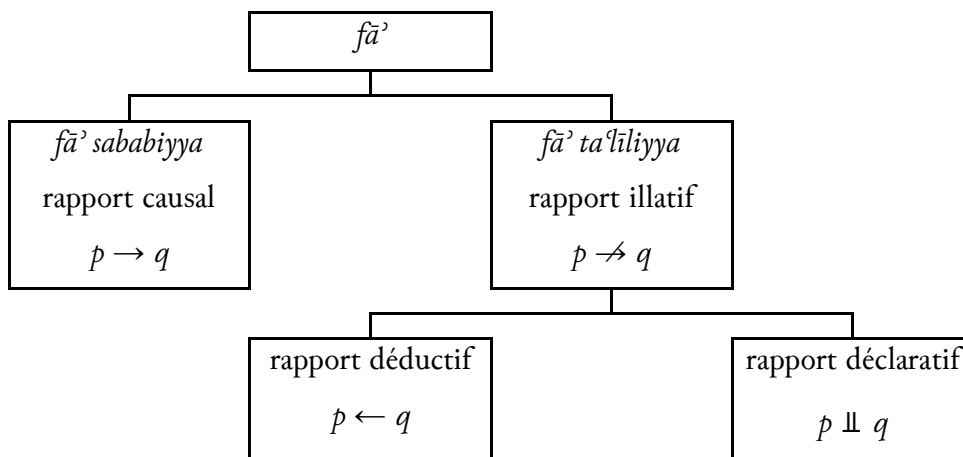 fāʾ
fāʾ sababiyya
rapport causal
p → q
fāʾ taʿlīliyya
rapport illatif
p ↛ q
rapport déductif
p ← q
rapport déclaratif
p ⫫ q